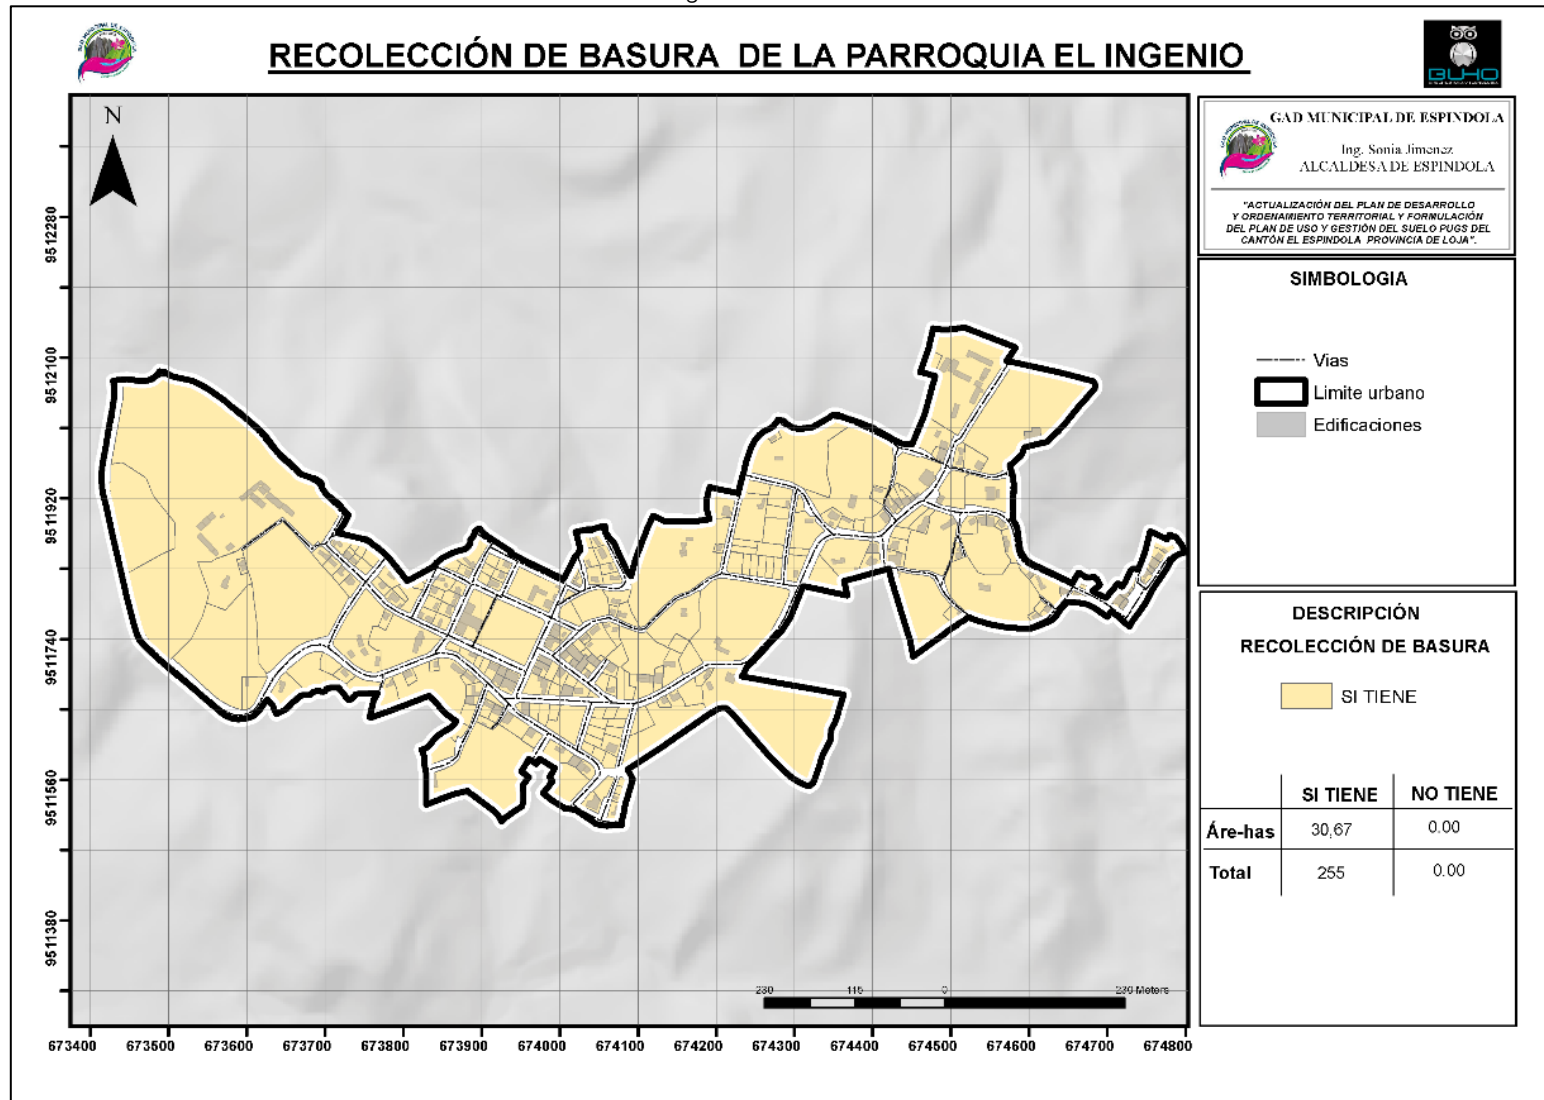 RECOLECCIÓN DE BASURA DE LA PARROQUIA EL INGENIO
BUHO
N
GAD MUNICIPAL DE ESPINDOLA
Ing. Sonia Jimenez
ALCALDESA DE ESPINDOLA
"ACTUALIZACIÓN DEL PLAN DE DESARROLLO
Y ORDENAMIENTO TERRITORIAL Y FORMULACIÓN
DEL PLAN DE USO Y GESTIÓN DEL SUELO PUGS DEL
CANTÓN EL ESPINDOLA PROVINCIA DE LOJA".
SIMBOLOGIA
Vias
Limite urbano
Edificaciones
DESCRIPCIÓN
RECOLECCIÓN DE BASURA
SI TIENE
SI TIENE NO TIENE
Áre-has 30,67 0.00
Total 255 0.00
9512280
9512100
9511920
9511740
9511560
9511380
230 115 0 230 Meters
673400 673500 673600 673700 673800 673900 674000 674100 674200 674300 674400 674500 674600 674700 674800